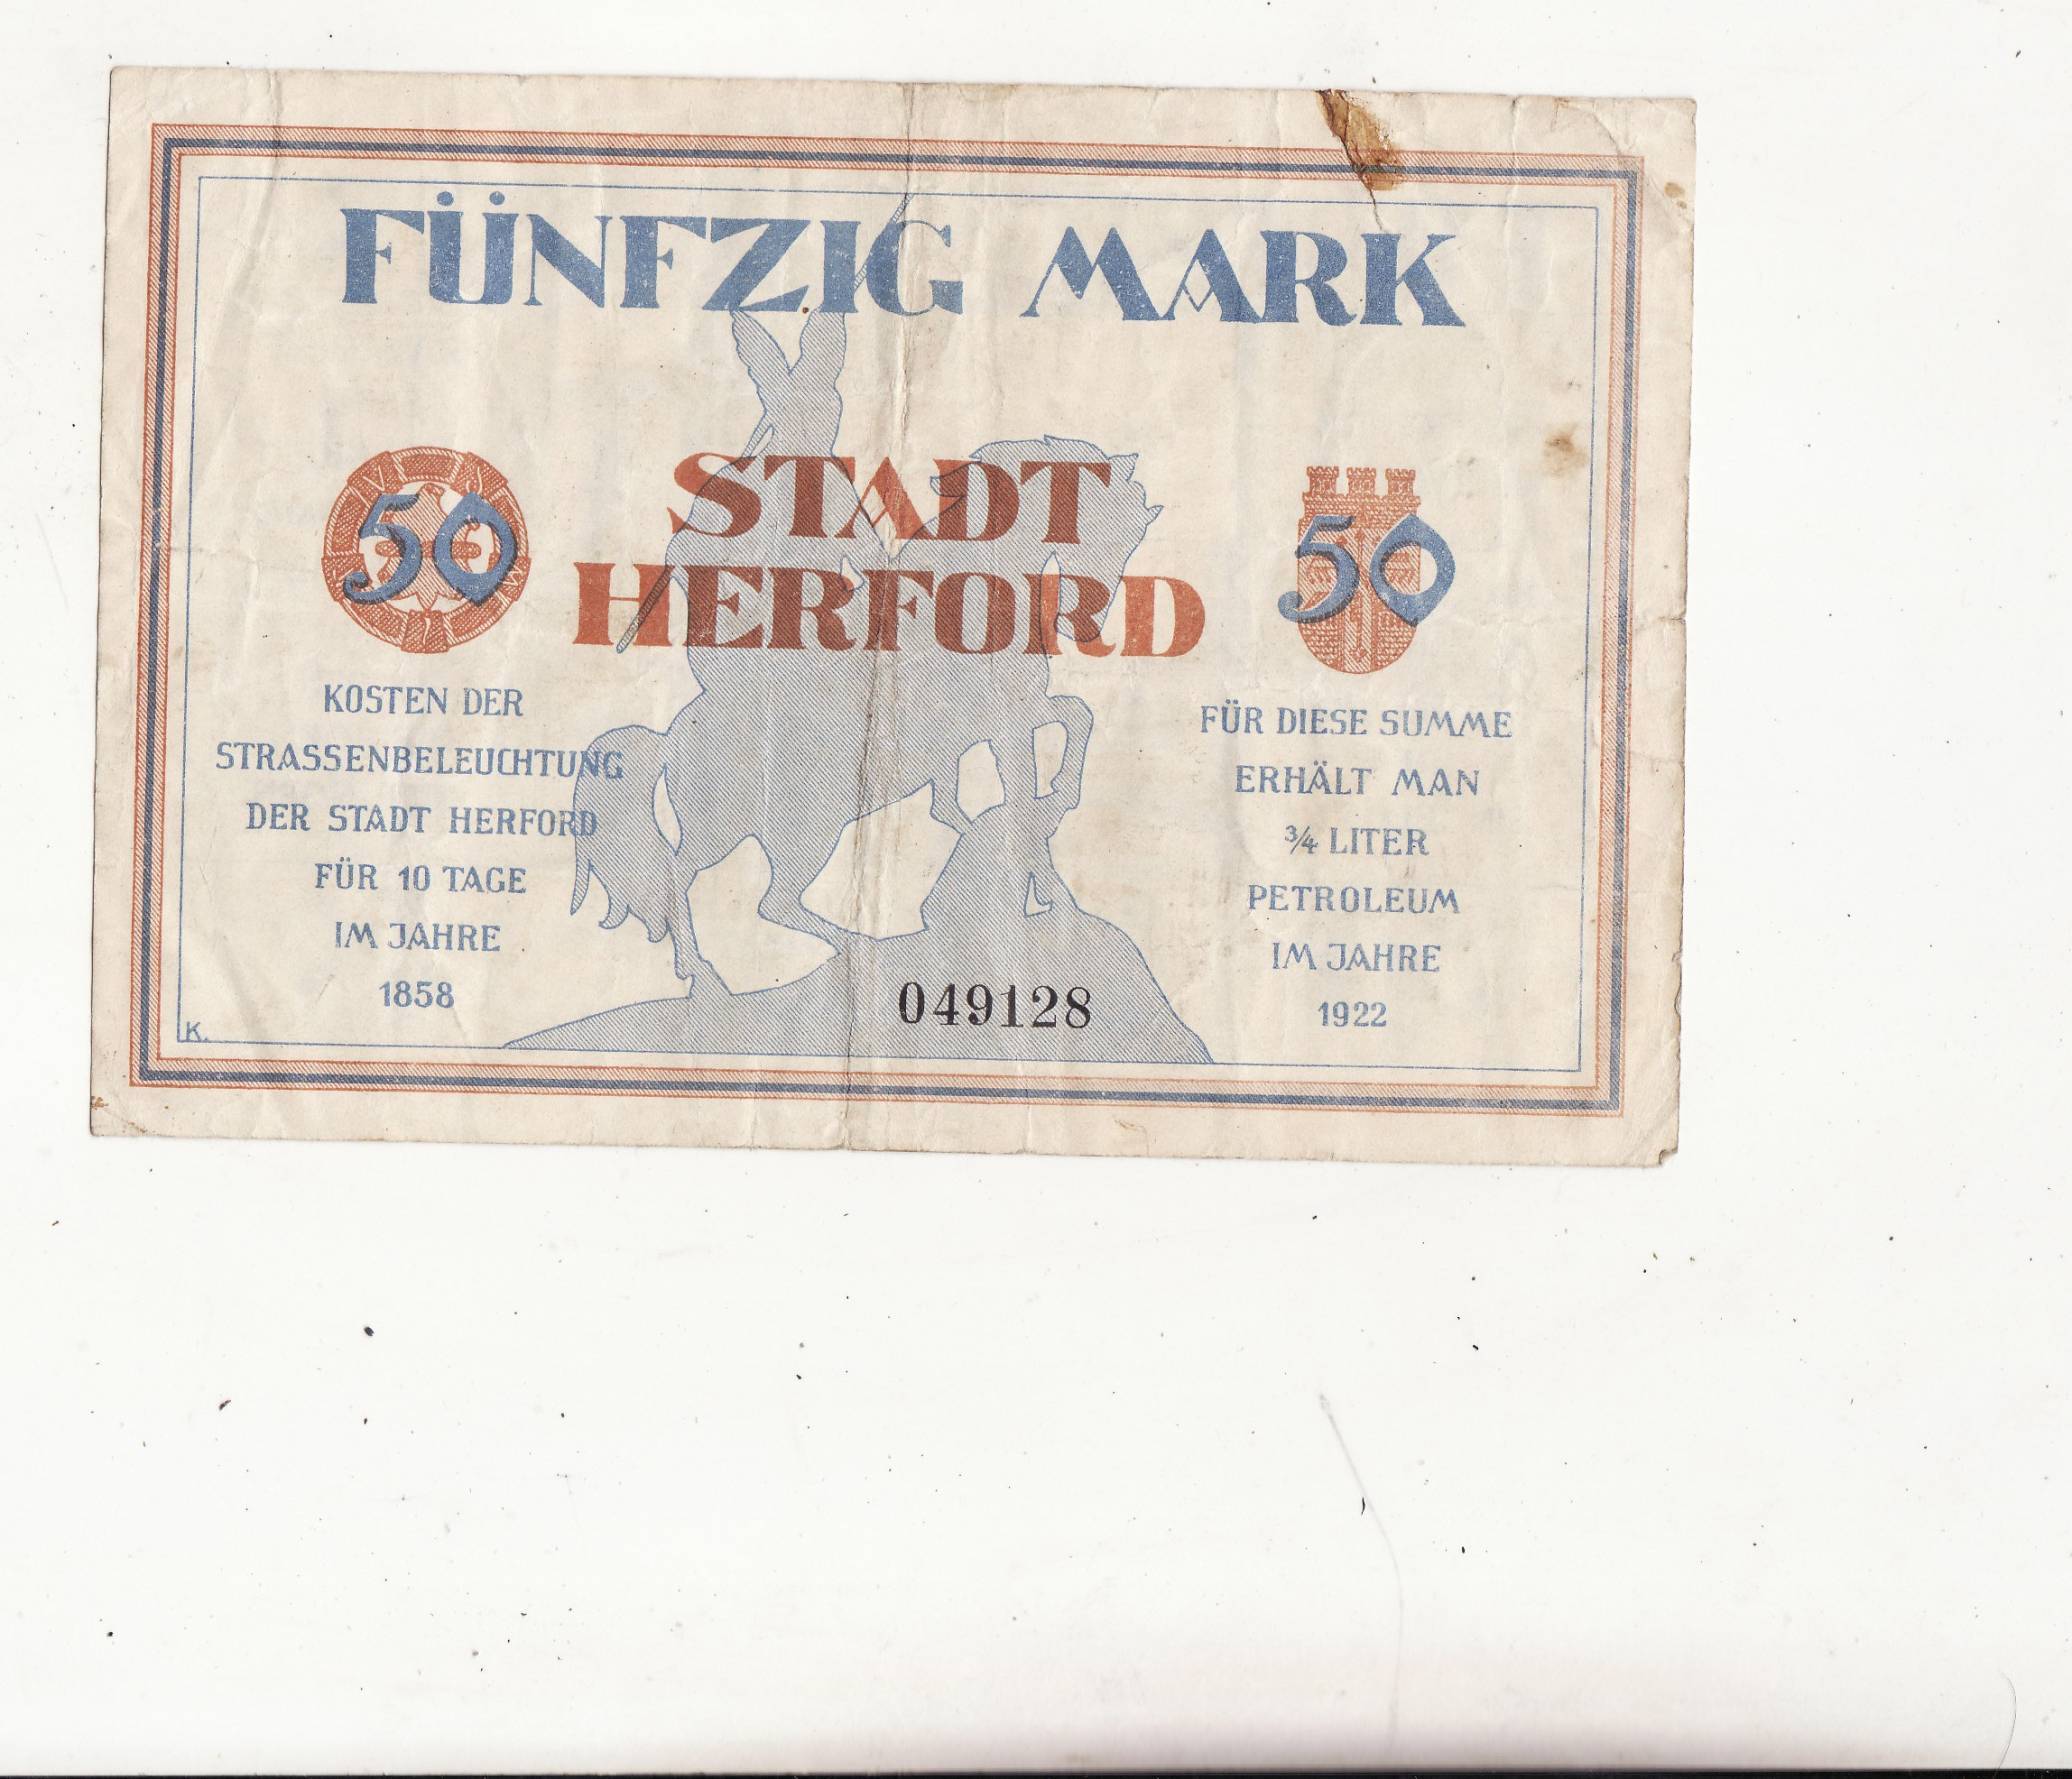 FÜNFZIG MARK
50
STADT
HERFORD
50
KOSTEN DER
STRASSENBELEUCHTUNG
DER STADT HERFORD
FÜR 10 TAGE
IM JAHRE
1858
FÜR DIESE SUMME
ERHÄLT MAN
3/4 LITER
PETROLEUM
IM JAHRE
1922
049128
K.